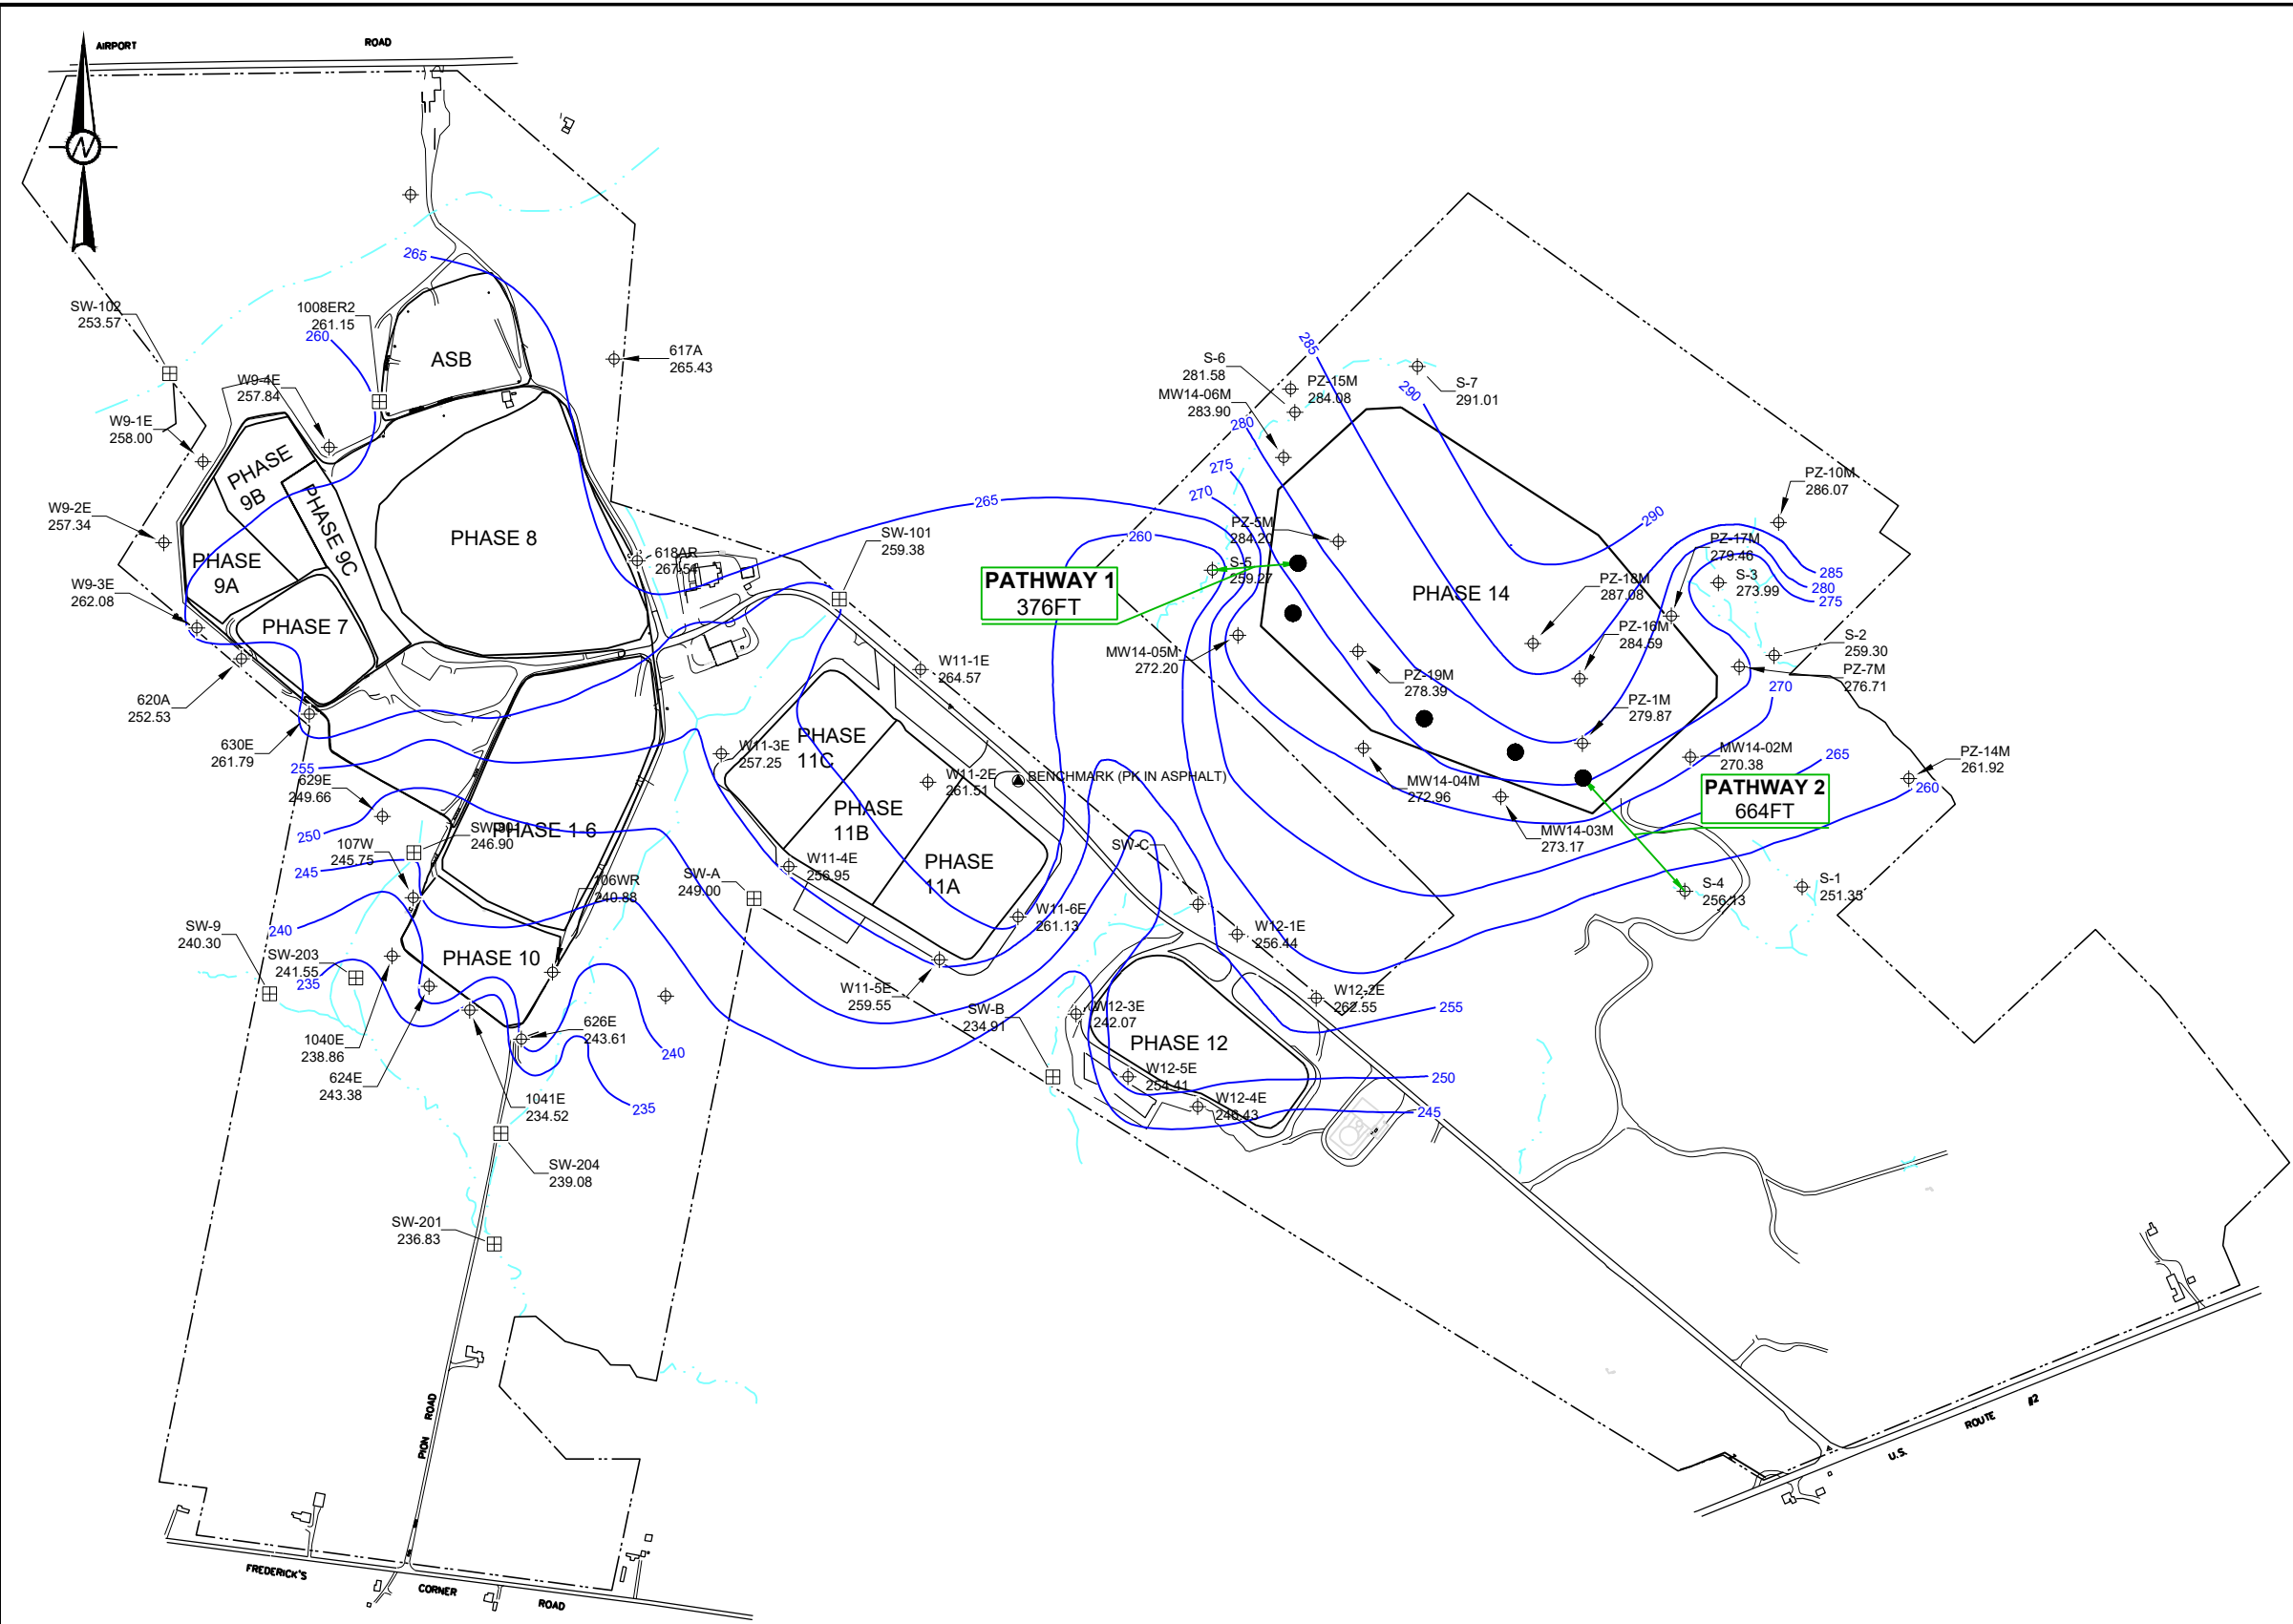 AIRPORT ROAD
N
265
SW-102
253.57
1008ER2
261.15
260
ASB
617A
265.43
W9-4E
257.84
W9-1E
258.00
PHASE
9B
PHASE 9C
W9-2E
257.34
PHASE 8
PHASE
9A
W9-3E
262.08
PHASE 7
618AR
267.54
SW-101
259.38
265
260
620A
252.53
630E
261.79
255
629E
249.66
250
107W
245.75
SW-801
246.90
PHASE 1-6
245
240
SW-9
240.30
SW-203
241.55
235
PHASE 10
106WR
240.88
1040E
238.86
624E
243.38
1041E
234.52
626E
243.61
240
235
SW-204
239.08
SW-201
236.83
W11-1E
264.57
W11-3E
257.25
PHASE
11C
W11-2E
261.51
BENCHMARK (PK IN ASPHALT)
PHASE
11B
PHASE
11A
W11-4E
256.95
SW-A
249.00
W11-6E
261.13
W11-5E
259.55
SW-C
W12-1E
256.44
W12-2E
262.55
SW-B
234.91
W12-3E
242.07
PHASE 12
W12-5E
254.41
W12-4E
246.43
255
250
245
PATHWAY 1
376FT
S-5
259.27
S-6
281.58
PZ-15M
284.08
MW14-06M
283.90
285
290
S-7
291.01
280
275
270
PZ-5M
284.20
290
PZ-10M
286.07
PZ-17M
279.46
S-3
273.99
285
280
275
PHASE 14
PZ-18M
287.08
PZ-16M
284.69
S-2
259.30
PZ-7M
276.71
MW14-05M
272.20
PZ-19M
278.39
PZ-1M
279.87
270
MW14-02M
270.38
265
PZ-14M
261.92
260
MW14-04M
272.96
MW14-03M
273.17
PATHWAY 2
664FT
S-4
256.13
S-1
251.35
PION ROAD
FREDERICK'S CORNER ROAD
U.S. ROUTE #2